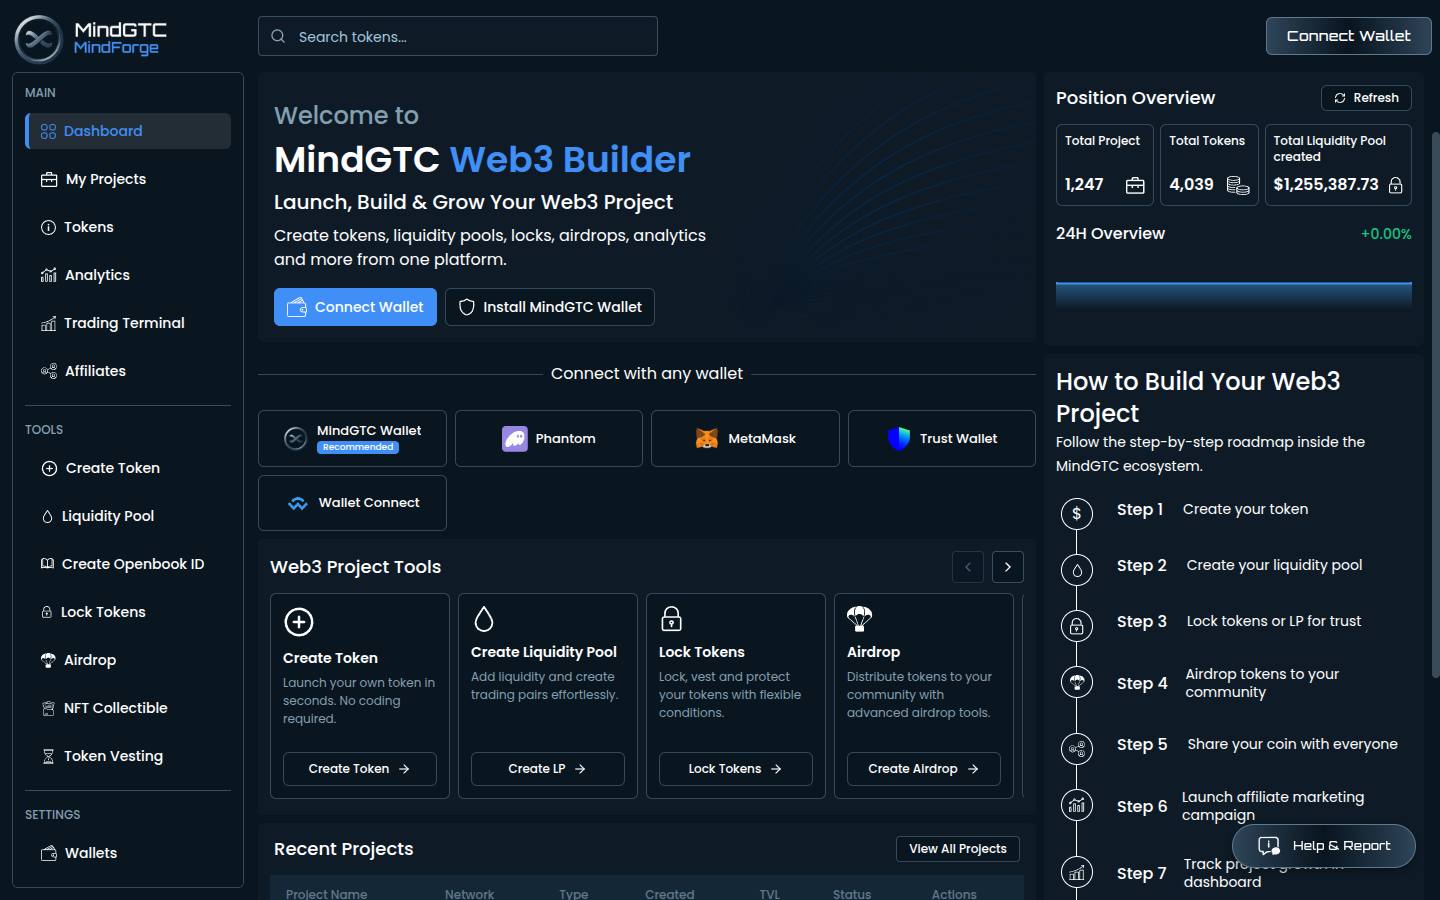 MindGTC
MindForge
Search tokens...
Connect Wallet
MAIN
Dashboard
My Projects
Tokens
Analytics
Trading Terminal
Affiliates
TOOLS
Create Token
Liquidity Pool
Create Openbook ID
Lock Tokens
Airdrop
NFT Collectible
Token Vesting
SETTINGS
Wallets
Welcome to
MindGTC Web3 Builder
Launch, Build & Grow Your Web3 Project
Create tokens, liquidity pools, locks, airdrops, analytics
and more from one platform.
Connect Wallet
Install MindGTC Wallet
Connect with any wallet
MindGTC Wallet
Recommended
Phantom
MetaMask
Trust Wallet
Wallet Connect
Web3 Project Tools
Create Token
Launch your own token in
seconds. No coding
required.
Create Token
Create Liquidity Pool
Add liquidity and create
trading pairs effortlessly.
Create LP
Lock Tokens
Lock, vest and protect
your tokens with flexible
conditions.
Lock Tokens
Airdrop
Distribute tokens to your
community with
advanced airdrop tools.
Create Airdrop
Recent Projects
View All Projects
Project Name Network Type Created TVL Status Actions
Position Overview
Refresh
Total Project
1,247
Total Tokens
4,039
Total Liquidity Pool
created
$1,255,387.73
24H Overview
+0.00%
How to Build Your Web3
Project
Follow the step-by-step roadmap inside the
MindGTC ecosystem.
Step 1 Create your token
Step 2 Create your liquidity pool
Step 3 Lock tokens or LP for trust
Step 4 Airdrop tokens to your
community
Step 5 Share your coin with everyone
Step 6 Launch affiliate marketing
campaign
Help & Report
Step 7 Track
dashboard